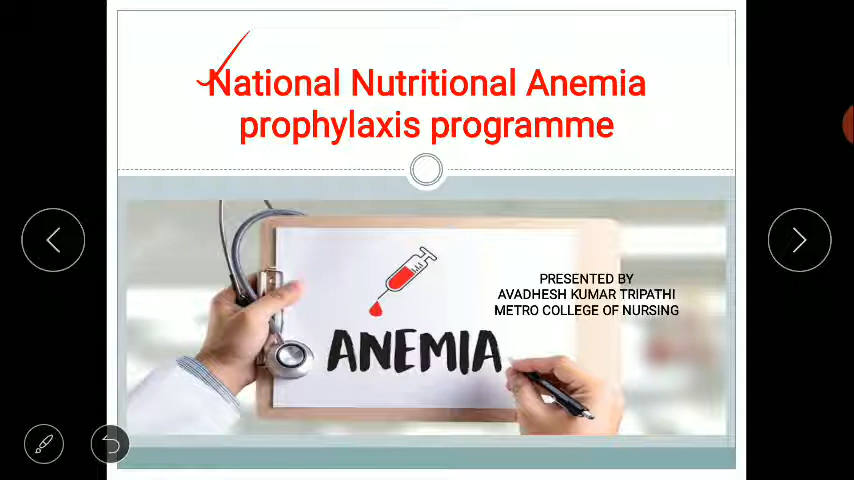 National Nutritional Anemia
prophylaxis programme
PRESENTED BY
AVADHESH KUMAR TRIPATHI
METRO COLLEGE OF NURSING
ANEMIA